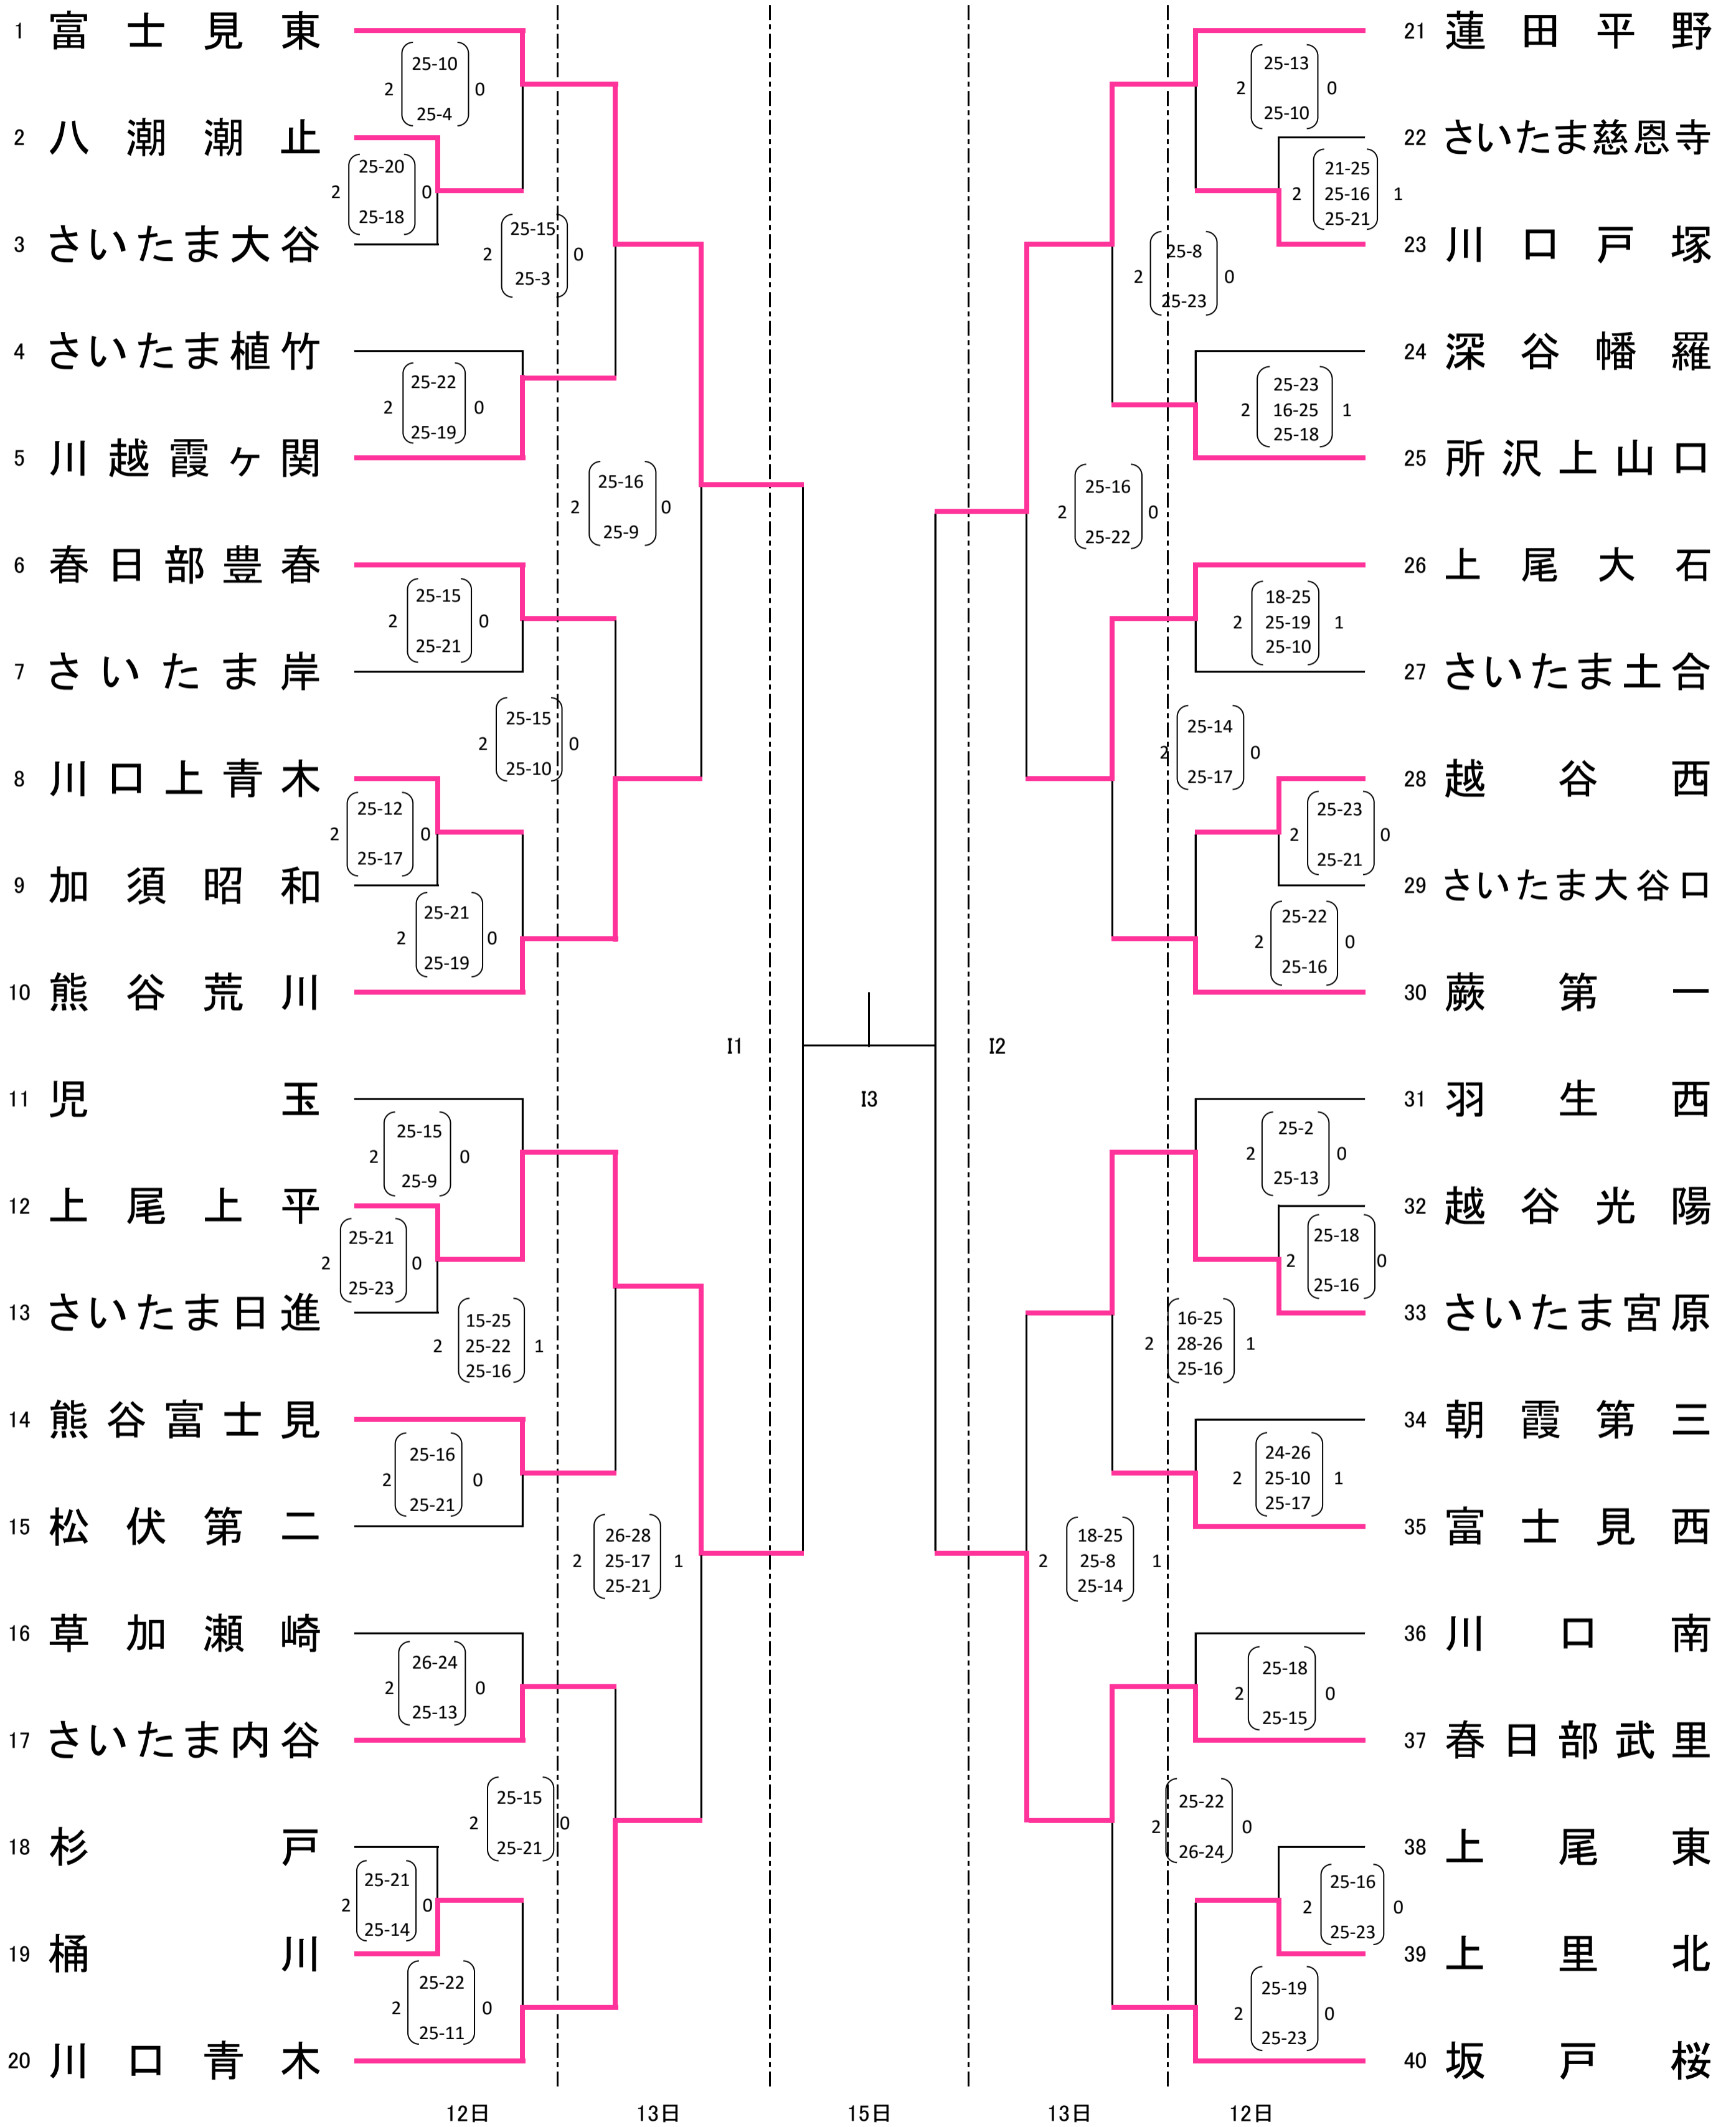 1 富士見東
25-10
2 0
25-4
2 八潮潮止
25-20
2 0
25-18
3 さいたま大谷
25-15
2 0
25-3
4 さいたま植竹
25-22
2 0
25-19
5 川越霞ヶ関
25-16
2 0
25-9
6 春日部豊春
25-15
2 0
25-21
7 さいたま岸
25-15
2 0
25-10
8 川口上青木
25-12
2 0
25-17
9 加須昭和
25-21
2 0
25-19
10 熊谷荒川
I1
11 児玉
25-15
2 0
25-9
12 上尾上平
25-21
2 0
25-23
13 さいたま日進
15-25
2 25-22 1
25-16
14 熊谷富士見
25-16
2 0
25-21
15 松伏第二
26-28
2 25-17 1
25-21
16 草加瀬崎
26-24
2 0
25-13
17 さいたま内谷
25-15
2 0
25-21
18 杉戸
25-21
2 0
25-14
19 桶川
25-22
2 0
25-11
20 川口青木
I3
21 蓮田平野
25-13
2 0
25-10
22 さいたま慈恩寺
21-25
2 25-16 1
25-21
23 川口戸塚
25-8
2 0
25-23
24 深谷幡羅
25-23
2 16-25 1
25-18
25 所沢上山口
25-16
2 0
25-22
26 上尾大石
18-25
2 25-19 1
25-10
27 さいたま土合
25-14
2 0
25-17
28 越谷西
25-23
2 0
25-21
29 さいたま大谷口
25-22
2 0
25-16
30 蕨第一
I2
31 羽生西
25-2
2 0
25-13
32 越谷光陽
25-18
2 0
25-16
33 さいたま宮原
16-25
2 28-26 1
25-16
34 朝霞第三
24-26
2 25-10 1
25-17
35 富士見西
18-25
2 25-8 1
25-14
36 川口南
25-18
2 0
25-15
37 春日部武里
25-22
2 0
26-24
38 上尾東
25-16
2 0
25-23
39 上里北
25-19
2 0
25-23
40 坂戸桜
12日 13日 15日 13日 12日